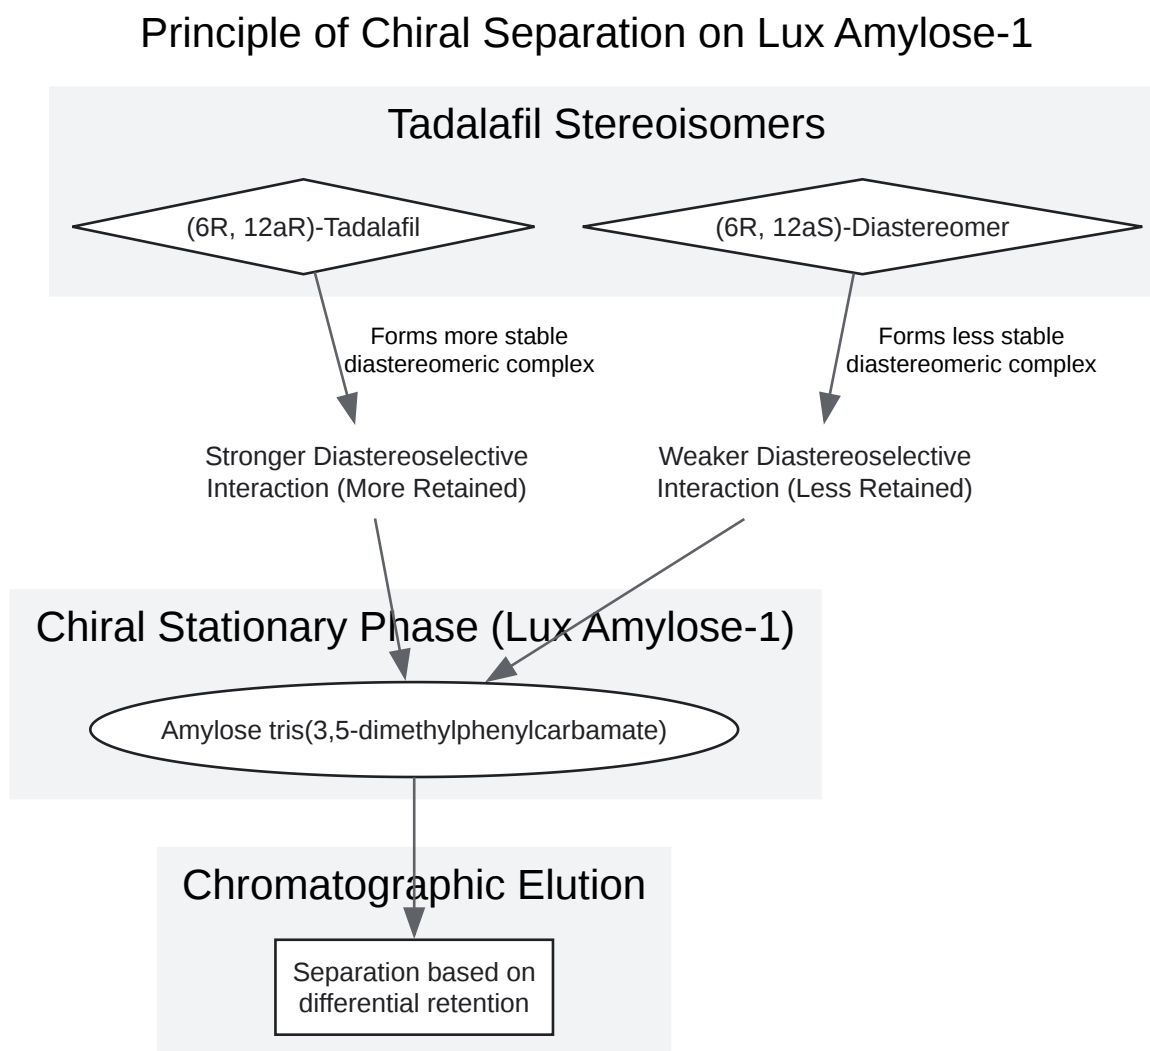 Principle of Chiral Separation on Lux Amylose-1
Tadalafil Stereoisomers
(6R, 12aR)-Tadalafil
(6R, 12aS)-Diastereomer
Forms more stable
diastereomeric complex
Forms less stable
diastereomeric complex
Stronger Diastereoselective
Interaction (More Retained)
Weaker Diastereoselective
Interaction (Less Retained)
Chiral Stationary Phase (Lux Amylose-1)
Amylose tris(3,5-dimethylphenylcarbamate)
Chromatographic Elution
Separation based on
differential retention